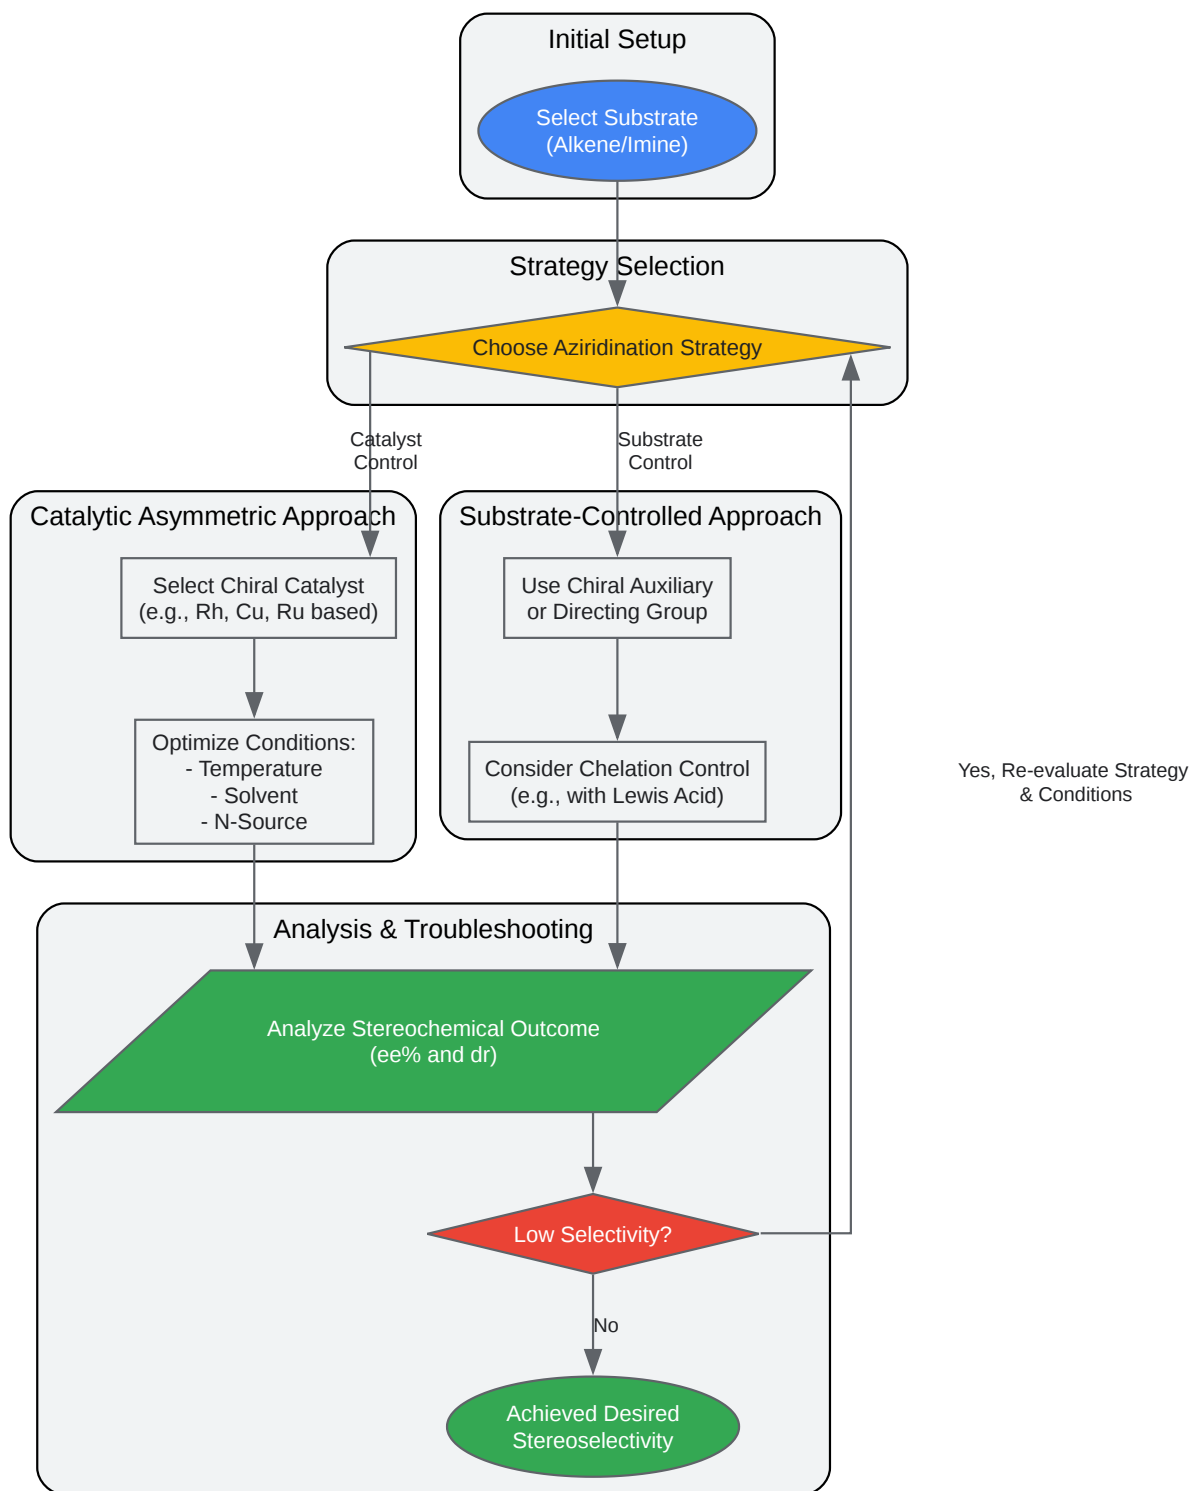 Initial Setup
Select Substrate
(Alkene/Imine)
Strategy Selection
Choose Aziridination Strategy
Catalyst
Control
Substrate
Control
Catalytic Asymmetric Approach
Select Chiral Catalyst
(e.g., Rh, Cu, Ru based)
Optimize Conditions:
- Temperature
- Solvent
- N-Source
Substrate-Controlled Approach
Use Chiral Auxiliary
or Directing Group
Consider Chelation Control
(e.g., with Lewis Acid)
Yes, Re-evaluate Strategy
& Conditions
Analysis & Troubleshooting
Analyze Stereochemical Outcome
(ee% and dr)
Low Selectivity?
No
Achieved Desired
Stereoselectivity